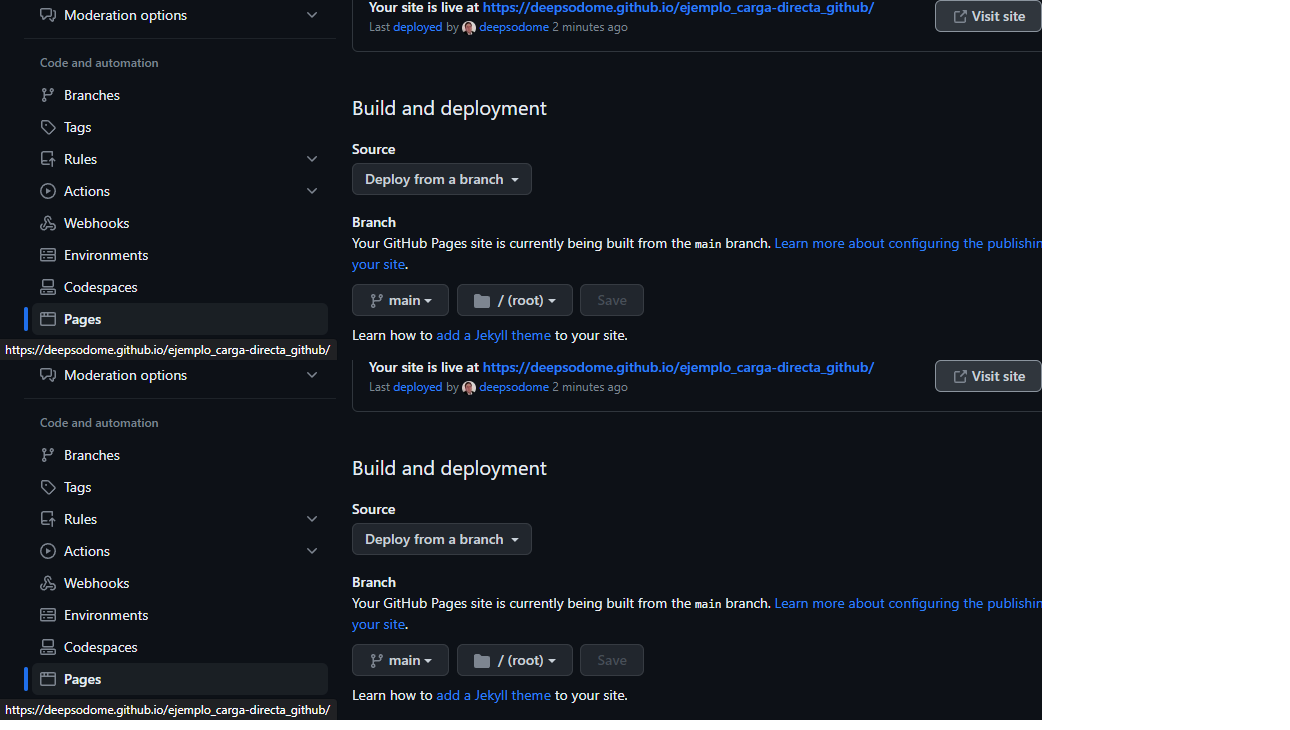 Moderation options
Your site is live at https://deepsodome.github.io/ejemplo_carga-directa_github/
Visit site
Last deployed by deepsodome 2 minutes ago
Code and automation
Branches
Tags
Rules
Actions
Webhooks
Environments
Codespaces
Pages
https://deepsodome.github.io/ejemplo_carga-directa_github/
Build and deployment
Source
Deploy from a branch
Branch
Your GitHub Pages site is currently being built from the main branch. Learn more about configuring the publishin
your site.
main
/ (root)
Save
Learn how to add a Jekyll theme to your site.
Moderation options
Your site is live at https://deepsodome.github.io/ejemplo_carga-directa_github/
Visit site
Last deployed by deepsodome 2 minutes ago
Code and automation
Branches
Tags
Rules
Actions
Webhooks
Environments
Codespaces
Pages
https://deepsodome.github.io/ejemplo_carga-directa_github/
Build and deployment
Source
Deploy from a branch
Branch
Your GitHub Pages site is currently being built from the main branch. Learn more about configuring the publishin
your site.
main
/ (root)
Save
Learn how to add a Jekyll theme to your site.